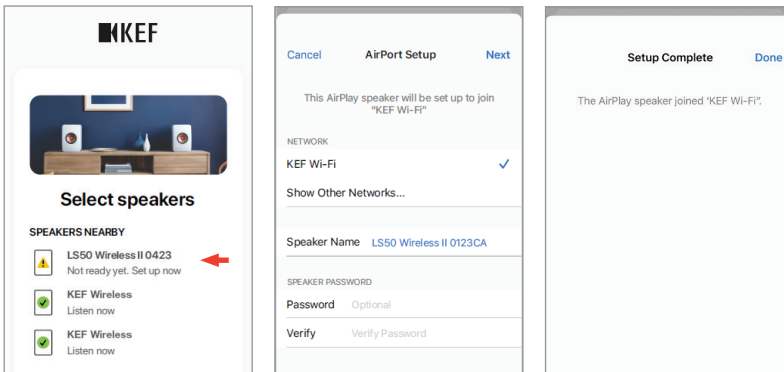 KEF
Select speakers
SPEAKERS NEARBY
LS50 Wireless II 0423
Not ready yet. Set up now
KEF Wireless
Listen now
KEF Wireless
Listen now
Cancel AirPort Setup Next
This AirPlay speaker will be set up to join
“KEF Wi-Fi”
NETWORK
KEF Wi-Fi
Show Other Networks...
Speaker Name LS50 Wireless II 0123CA
SPEAKER PASSWORD
Password Optional
Verify Verify Password
Setup Complete Done
The AirPlay speaker joined ‘KEF Wi-Fi”.